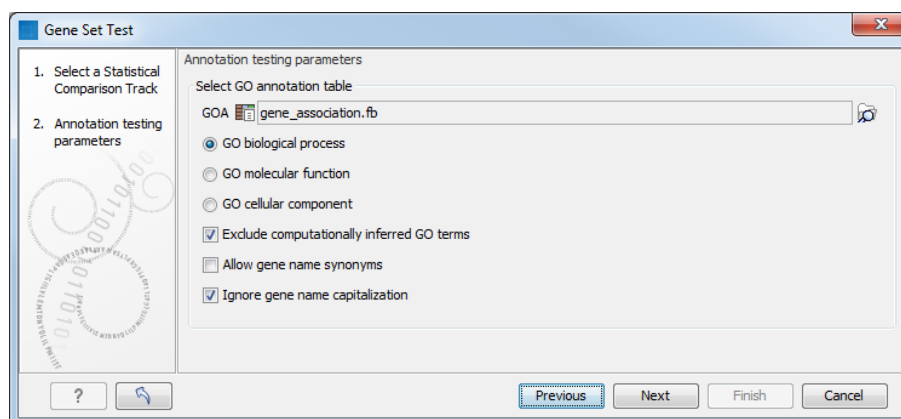 Gene Set Test
1. Select a Statistical
Comparison Track
2. Annotation testing
parameters
Annotation testing parameters
Select GO annotation table
GOA gene_association.fb
GO biological process
GO molecular function
GO cellular component
Exclude computationally inferred GO terms
Allow gene name synonyms
Ignore gene name capitalization
?
Previous Next Finish Cancel